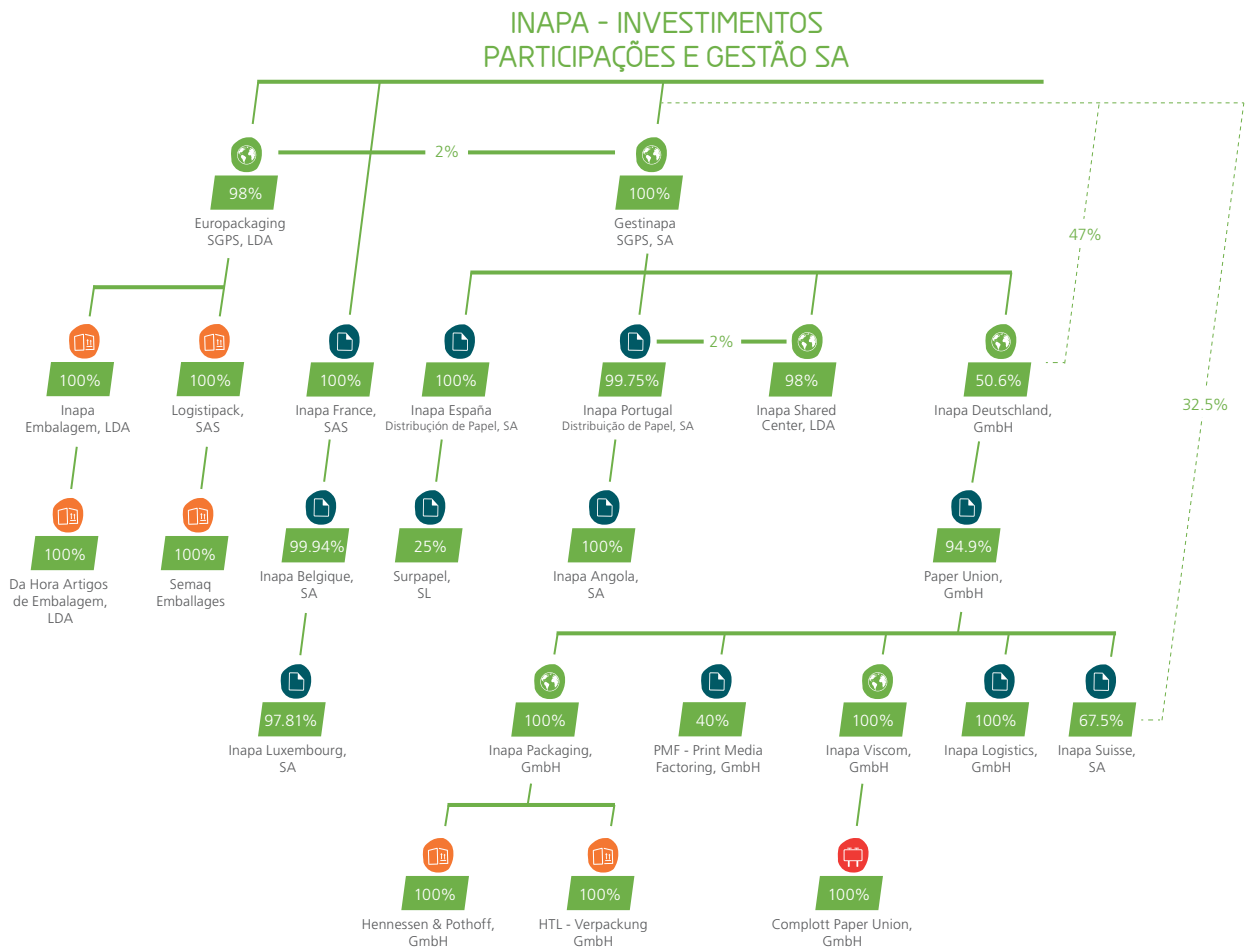 INAPA - INVESTIMENTOS
PARTICIPAÇÕES E GESTÃO SA
2%
98%
Europackaging
SGPS, LDA
100%
Gestinapa
SGPS, SA
47%
32.5%
2%
100%
Inapa
Embalagem, LDA
100%
Logistipack,
SAS
100%
Inapa France,
SAS
100%
Inapa España
Distribuçión de Papel, SA
99.75%
Inapa Portugal
Distribuição de Papel, SA
98%
Inapa Shared
Center, LDA
50.6%
Inapa Deutschland,
GmbH
100%
Da Hora Artigos
de Embalagem,
LDA
100%
Semaq
Emballages
99.94%
Inapa Belgique,
SA
25%
Surpapel,
SL
100%
Inapa Angola,
SA
94.9%
Paper Union,
GmbH
97.81%
Inapa Luxembourg,
SA
100%
Inapa Packaging,
GmbH
40%
PMF - Print Media
Factoring, GmbH
100%
Inapa Viscom,
GmbH
100%
Inapa Logistics,
GmbH
67.5%
Inapa Suisse,
SA
100%
Hennessen & Pothoff,
GmbH
100%
HTL - Verpackung
GmbH
100%
Complott Paper Union,
GmbH